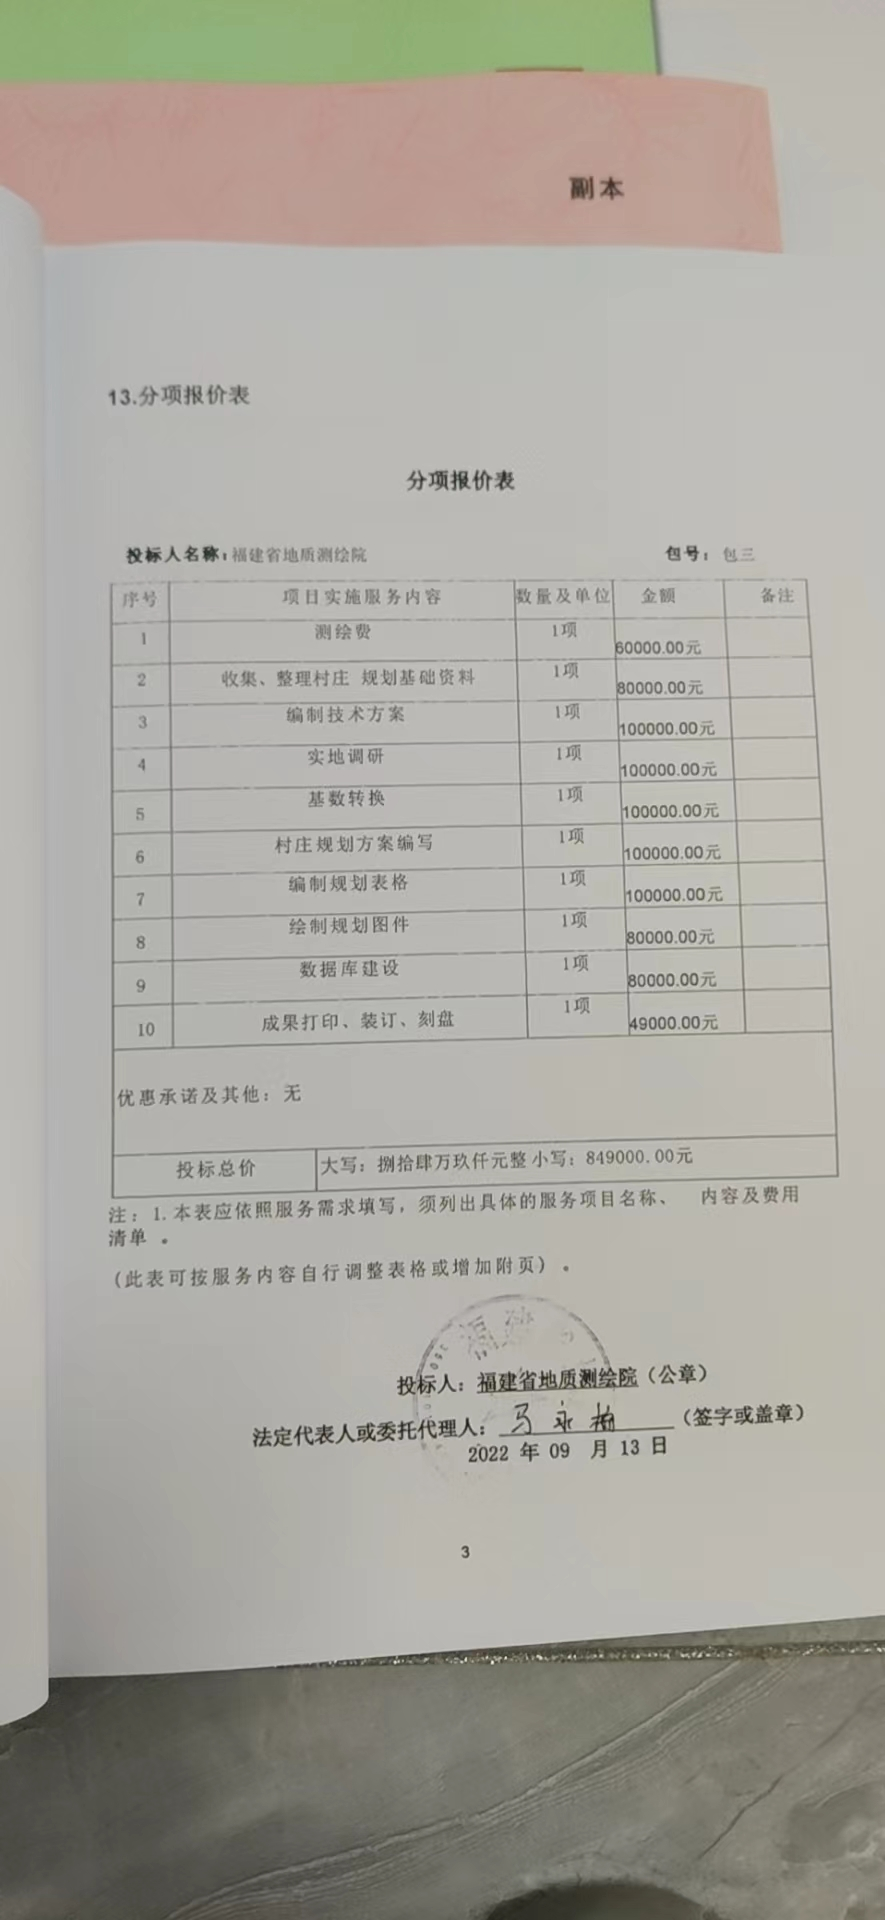 副本
13.分项报价表
分项报价表
投标人名称：福建省地质测绘院 包号：包三
序号 项目实施服务内容 数量及单位 金额 备注
1 测绘费 1项 60000.00元
2 收集、整理村庄 规划基础资料 1项 80000.00元
3 编制技术方案 1项 100000.00元
4 实地调研 1项 100000.00元
5 基数转换 1项 100000.00元
6 村庄规划方案编写 1项 100000.00元
7 编制规划表格 1项 100000.00元
8 绘制规划图件 1项 80000.00元
9 数据库建设 1项 80000.00元
10 成果打印、装订、刻盘 1项 49000.00元
优惠承诺及其他：无
投标总价 大写：捌拾肆万玖仟元整 小写：849000.00元
注：1.本表应依照服务需求填写，须列出具体的服务项目名称、 内容及费用
清单 。
（此表可按服务内容自行调整表格或增加附页）。
福建
投标人：福建省地质测绘院（公章）
法定代表人或委托代理人：马永梅（签字或盖章）
2022 年 09 月 13 日
3